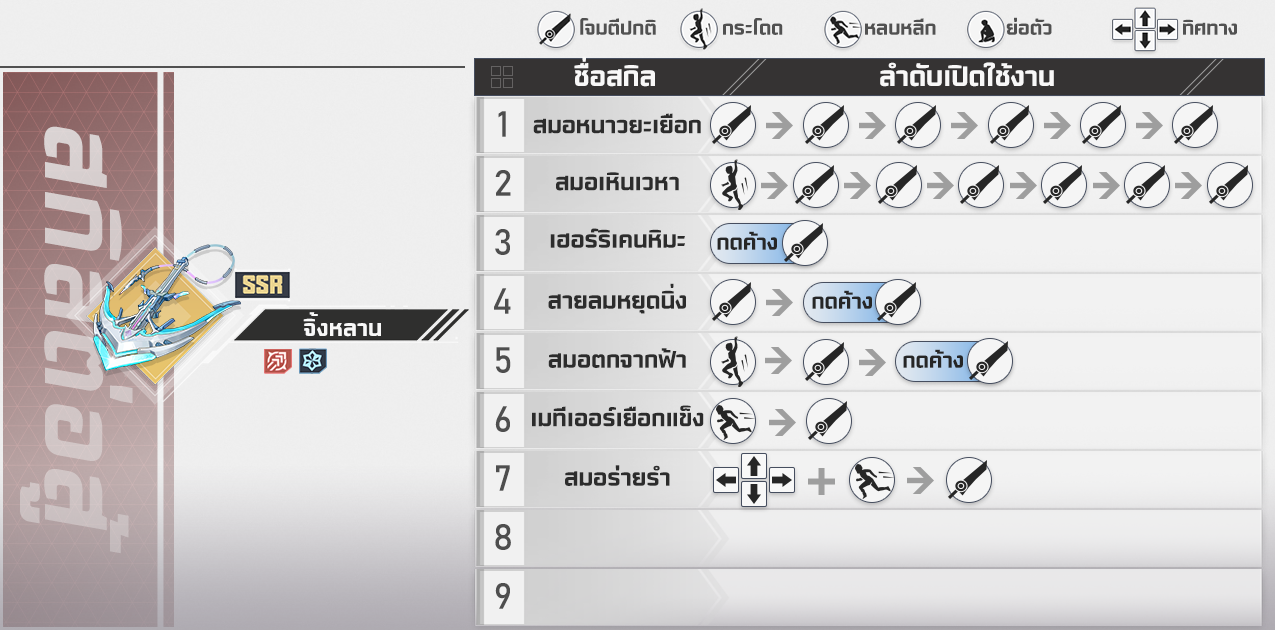 โจมตีปกติ กระโดด หลบหลีก ย่อตัว ทิศทาง
ชื่อสกิล ลำดับเปิดใช้งาน
สกิลต่อสู้
SSR
จิ้งหลาน
1 สมอหนาวยะเยือก
2 สมอเหินเวหา
3 เฮอร์ริเคนหิมะ กดค้าง
4 สายลมหยุดนิ่ง กดค้าง
5 สมอตกจากฟ้า กดค้าง
6 เมทีเออร์เยือกแข็ง
7 สมอร่ายรำ
8
9